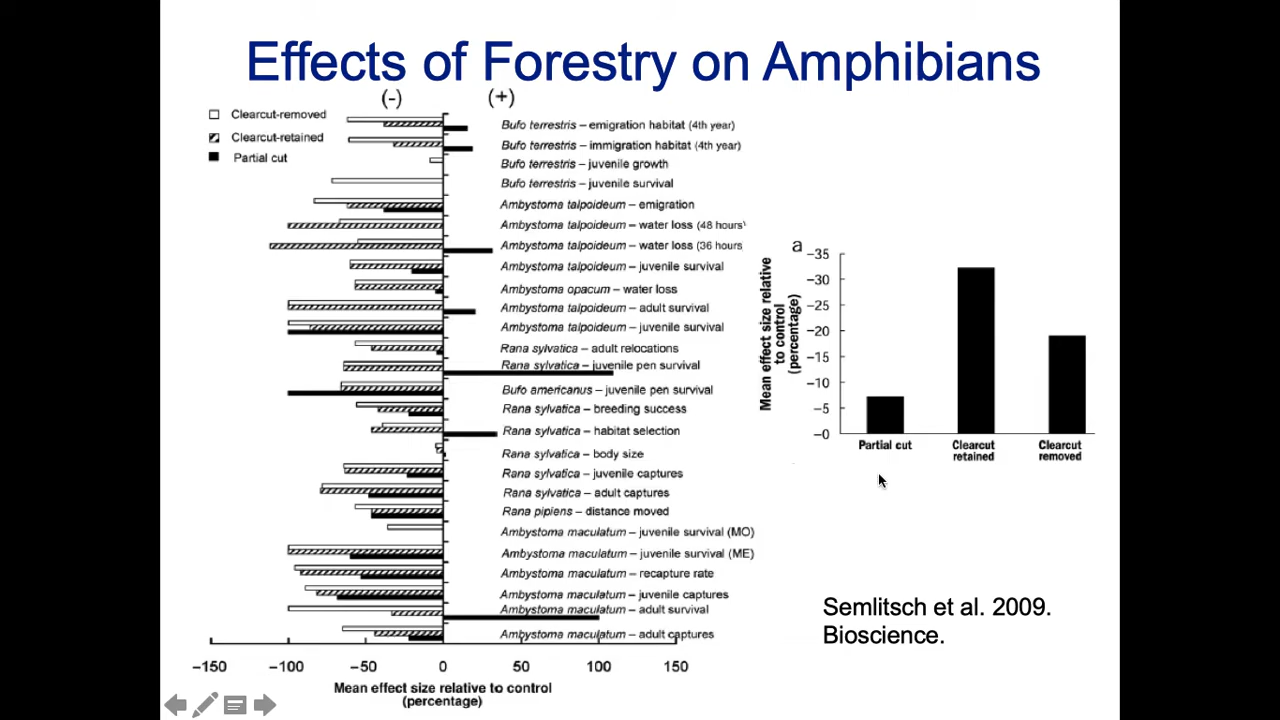 Effects of Forestry on Amphibians
(-) (+)
Clearcut-removed
Clearcut-retained
Partial cut
Bufo terrestris – emigration habitat (4th year)
Bufo terrestris – immigration habitat (4th year)
Bufo terrestris – juvenile growth
Bufo terrestris – juvenile survival
Ambystoma talpoideum – emigration
Ambystoma talpoideum – water loss (48 hours)
Ambystoma talpoideum – water loss (36 hours
Ambystoma talpoideum – juvenile survival
Ambystoma opacum – water loss
Ambystoma talpoideum – adult survival
Ambystoma talpoideum – juvenile survival
Rana sylvatica – adult relocations
Rana sylvatica – juvenile pen survival
Bufo americanus – juvenile pen survival
Rana sylvatica – breeding success
Rana sylvatica – habitat selection
Rana sylvatica – body size
Rana sylvatica – juvenile captures
Rana sylvatica – adult captures
Rana pipiens – distance moved
Ambystoma maculatum – juvenile survival (MO)
Ambystoma maculatum – juvenile survival (ME)
Ambystoma maculatum – recapture rate
Ambystoma maculatum – juvenile captures
Ambystoma maculatum – adult survival
Ambystoma maculatum – adult captures
−150 −100 −50 0 50 100 150
Mean effect size relative to control
(percentage)
a
Mean effect size relative
to control
(percentage)
−35
−30
−25
−20
−15
−10
−5
−0
Partial cut
Clearcut
retained
Clearcut
removed
Semlitsch et al. 2009.
Bioscience.